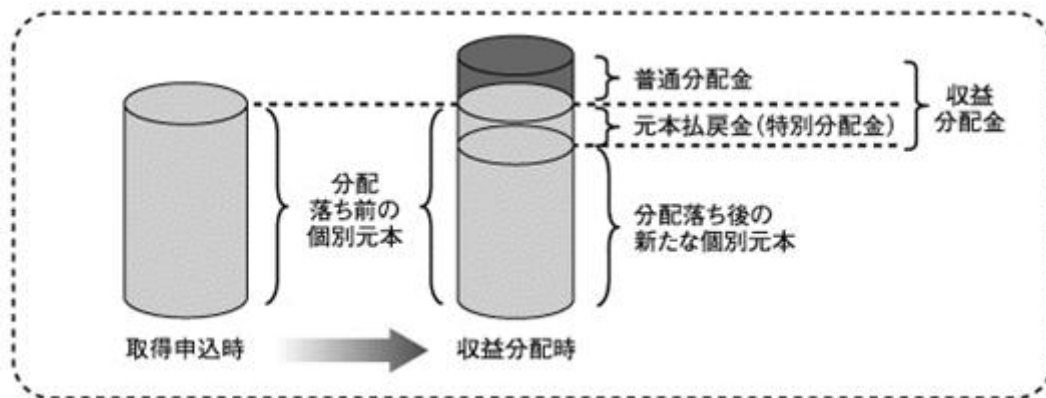 普通分配金
元本払戻金(特別分配金)
収益
分配金
分配
落ち前の
個別元本
分配落ち後の
新たな個別元本
取得申込時
収益分配時